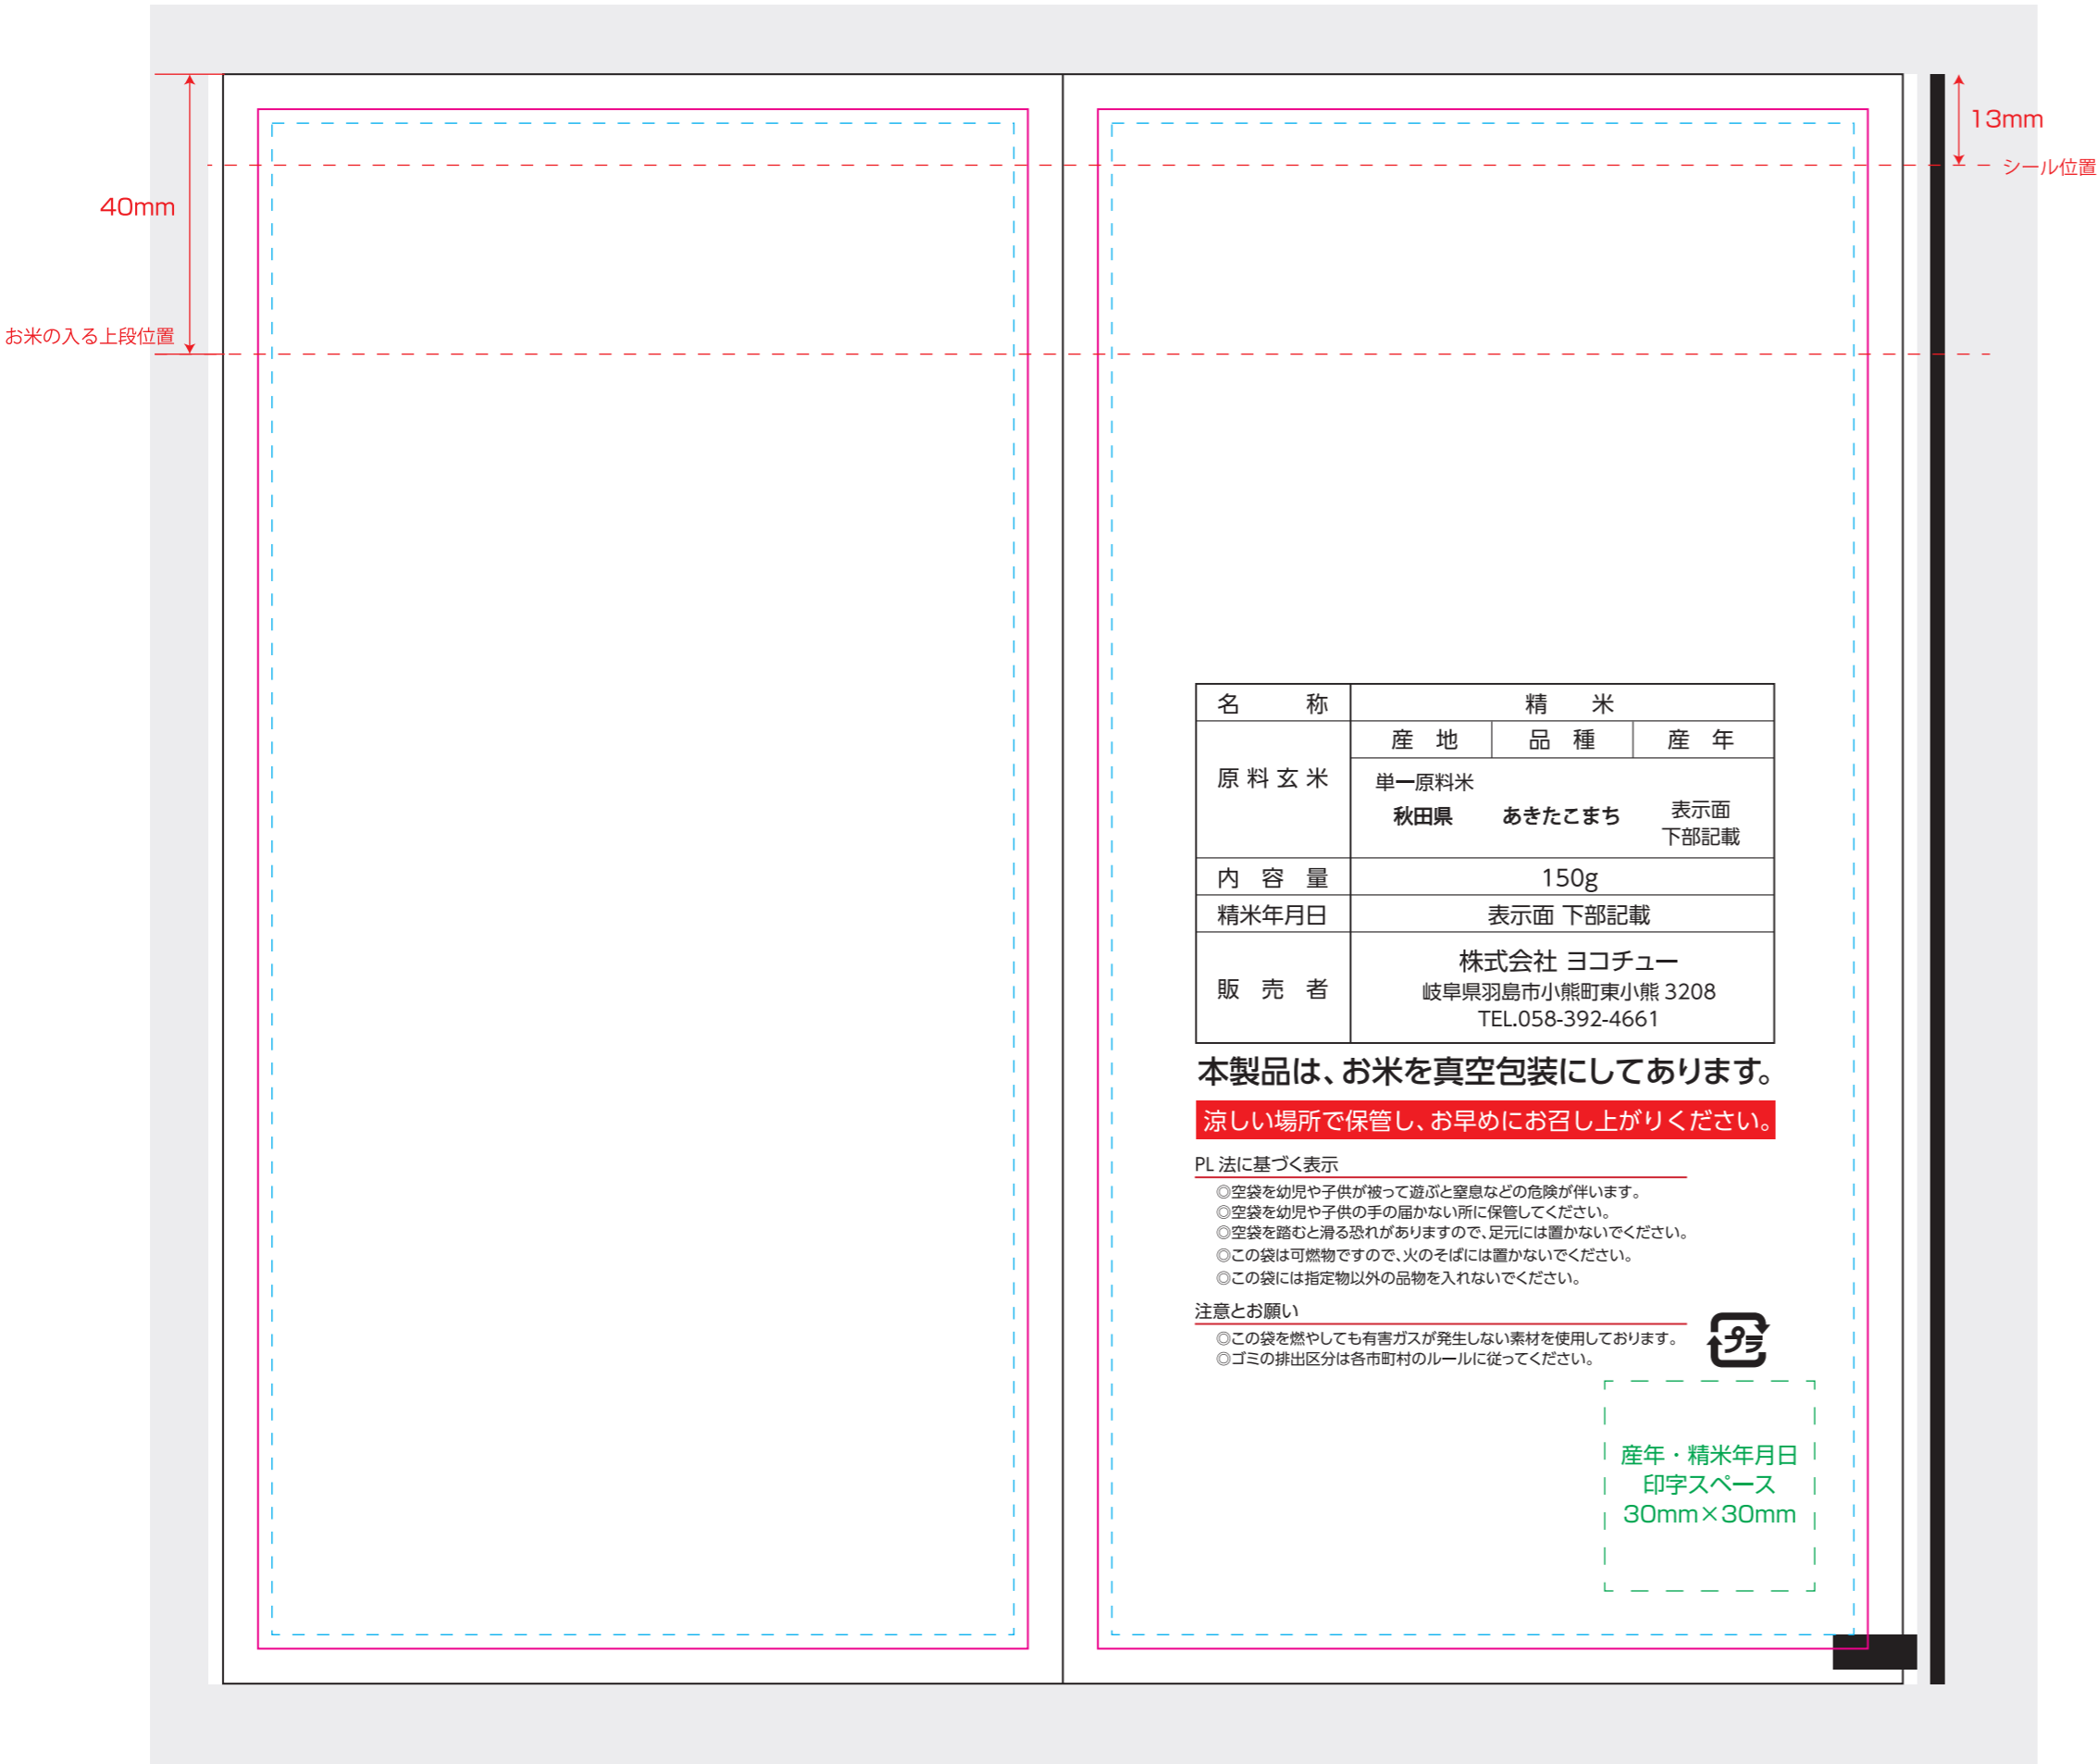 13mm
シール位置
40mm
お米の入る上段位置
名　　　称　精　米
産　地　品　種　産　年
原料玄米
単一原料米
秋田県　あきたこまち　表示面
下部記載
内　容　量　150g
精米年月日　表示面 下部記載
株式会社 ヨコチュー
販　売　者　岐阜県羽島市小熊町東小熊 3208
TEL.058-392-4661
本製品は、お米を真空包装にしてあります。
涼しい場所で保管し、お早めにお召し上がりください。
PL 法に基づく表示
◎空袋を幼児や子供が被って遊ぶと窒息などの危険が伴います。
◎空袋を幼児や子供の手の届かない所に保管してください。
◎空袋を踏むと滑る恐れがありますので、足元には置かないでください。
◎この袋は可燃物ですので、火のそばには置かないでください。
◎この袋には指定物以外の品物を入れないでください。
注意とお願い
◎この袋を燃やしても有害ガスが発生しない素材を使用しております。
◎ゴミの排出区分は各市町村のルールに従ってください。
プラ
産年・精米年月日
印字スペース
30mm×30mm